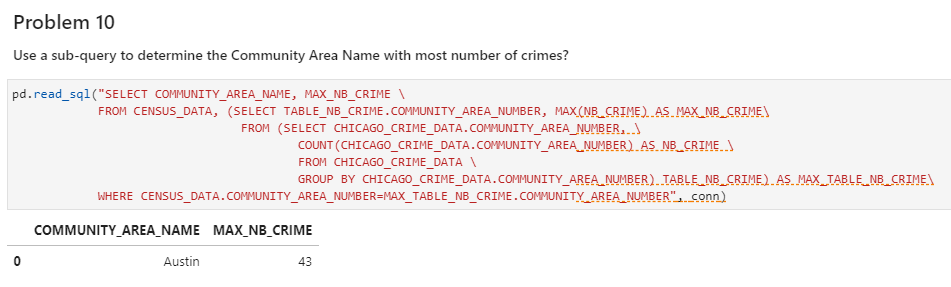 Problem 10
Use a sub-query to determine the Community Area Name with most number of crimes?
pd.read_sql("SELECT COMMUNITY_AREA_NAME, MAX_NB_CRIME \
FROM CENSUS_DATA, (SELECT TABLE_NB_CRIME.COMMUNITY_AREA_NUMBER, MAX(NB_CRIME) AS MAX_NB_CRIME\
FROM (SELECT CHICAGO_CRIME_DATA.COMMUNITY_AREA_NUMBER, \
COUNT(CHICAGO_CRIME_DATA.COMMUNITY_AREA_NUMBER) AS NB_CRIME \
FROM CHICAGO_CRIME_DATA \
GROUP BY CHICAGO_CRIME_DATA.COMMUNITY_AREA_NUMBER) TABLE_NB_CRIME) AS MAX_TABLE_NB_CRIME\
WHERE CENSUS_DATA.COMMUNITY_AREA_NUMBER=MAX_TABLE_NB_CRIME.COMMUNITY_AREA_NUMBER", conn)
COMMUNITY_AREA_NAME MAX_NB_CRIME
0 Austin 43